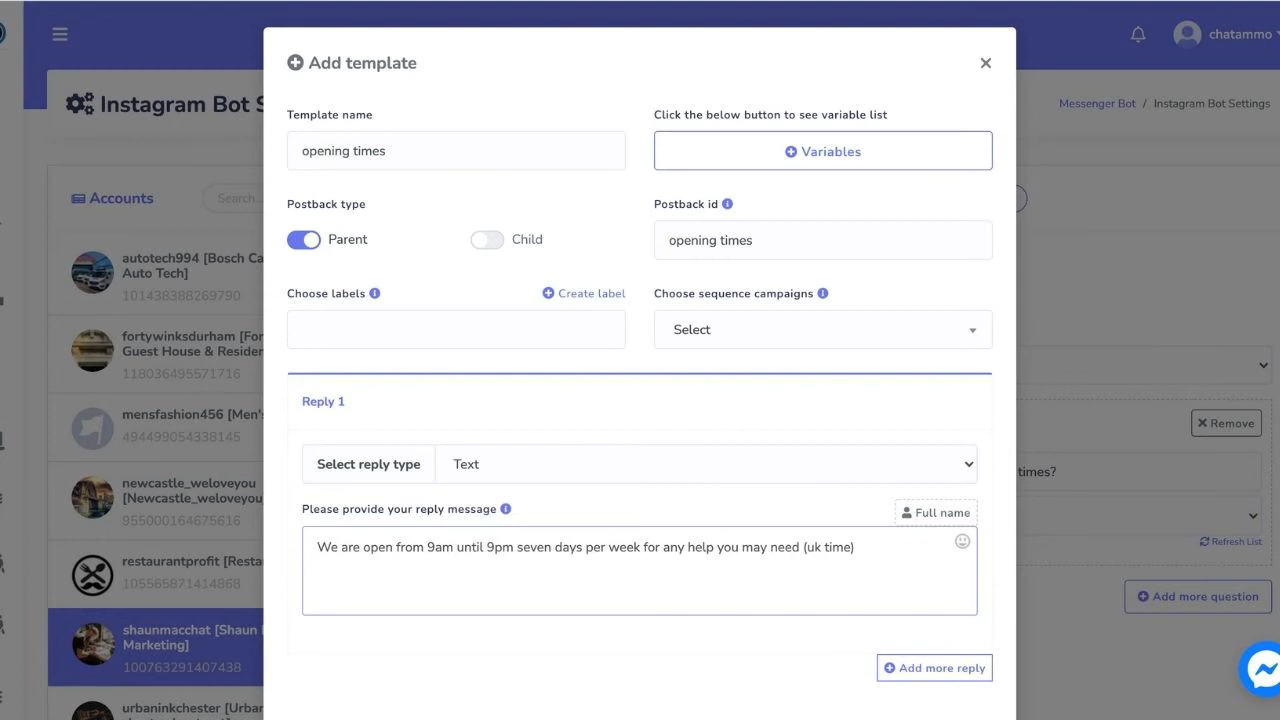 chatammo
Add template
×
Instagram Bot
Messenger Bot / Instagram Bot Settings
Template name
Click the below button to see variable list
opening times
Variables
Accounts
Search...
Postback type
Postback id
Parent
Child
opening times
autotech994 [Bosch
Auto Tech]
101438388269790
Choose labels
Create label
Choose sequence campaigns
Select
fortywinksdurham
Guest House &
118036495571716
Reply 1
mensfashion456 [Men's
494499054338145
Remove
Select reply type
Text
times?
newcastle_weloveyou
[Newcastle_weloveyou
955000164675616
Please provide your reply message
Full name
We are open from 9am until 9pm seven days per week for any help you may need (uk time)
Refresh List
restaurantprofit
105565871414868
Add more question
shaunmacchat [Shaun
Marketing]
100763291407438
Add more reply
urbaninkchester [Urban